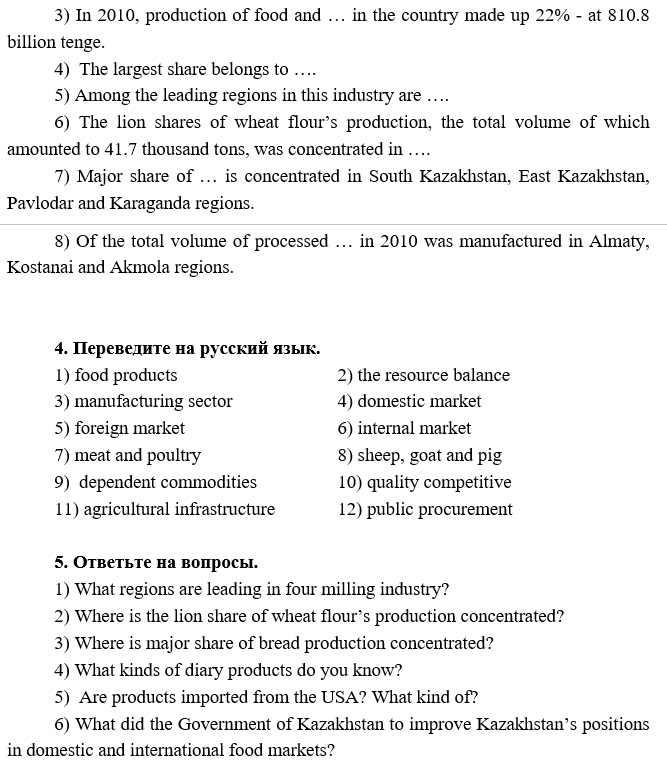 3) In 2010, production of food and … in the country made up 22% - at 810.8
billion tenge.
4) The largest share belongs to ….
5) Among the leading regions in this industry are ….
6) The lion shares of wheat flour’s production, the total volume of which
amounted to 41.7 thousand tons, was concentrated in ….
7) Major share of … is concentrated in South Kazakhstan, East Kazakhstan,
Pavlodar and Karaganda regions.
8) Of the total volume of processed … in 2010 was manufactured in Almaty,
Kostanai and Akmola regions.
4. Переведите на русский язык.
1) food products 2) the resource balance
3) manufacturing sector 4) domestic market
5) foreign market 6) internal market
7) meat and poultry 8) sheep, goat and pig
9) dependent commodities 10) quality competitive
11) agricultural infrastructure 12) public procurement
5. Ответьте на вопросы.
1) What regions are leading in four milling industry?
2) Where is the lion share of wheat flour’s production concentrated?
3) Where is major share of bread production concentrated?
4) What kinds of diary products do you know?
5) Are products imported from the USA? What kind of?
6) What did the Government of Kazakhstan to improve Kazakhstan’s positions
in domestic and international food markets?